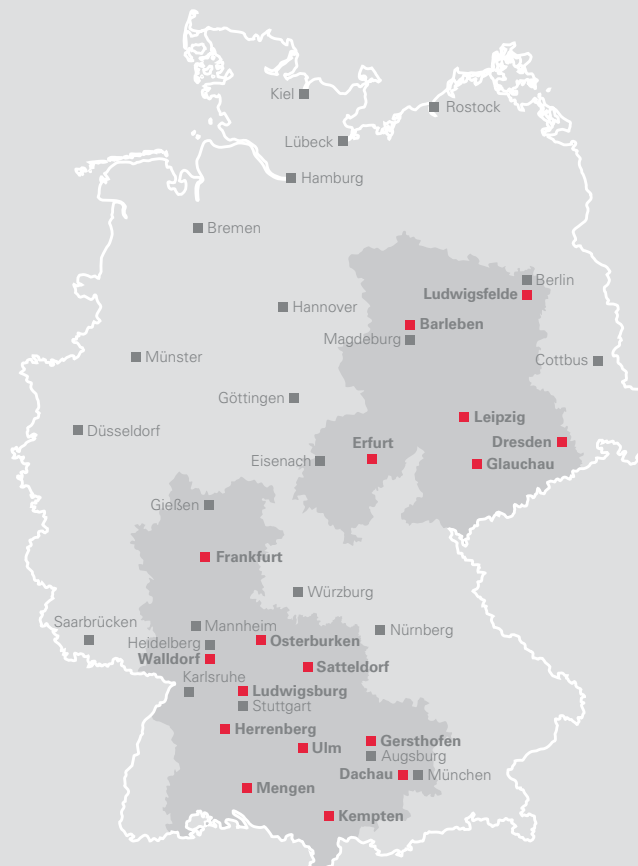 Kiel
Rostock
Lübeck
Hamburg
Bremen
Berlin
Ludwigsfelde
Hannover
Barleben
Magdeburg
Münster
Cottbus
Göttingen
Leipzig
Düsseldorf
Dresden
Erfurt
Eisenach
Glauchau
Gießen
Frankfurt
Würzburg
Saarbrücken
Mannheim
Nürnberg
Heidelberg
Osterburken
Walldorf
Satteldorf
Karlsruhe
Ludwigsburg
Stuttgart
Herrenberg
Gersthofen
Ulm
Augsburg
Dachau
München
Mengen
Kempten